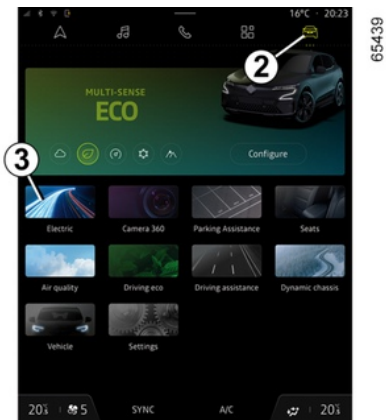 16°C · 20:23
2
65439
MULTI-SENSE
ECO
3
Configure
Electric
Camera 360
Parking Assistance
Seats
Air quality
Driving eco
Driving assistance
Dynamic chassis
Vehicle
Settings
5
SYNC
A/C